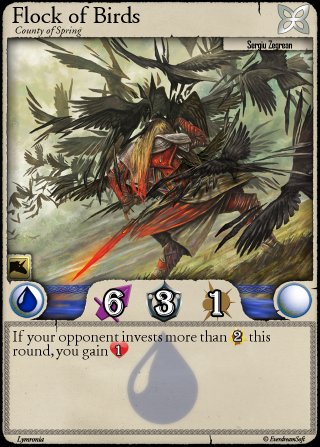 Flock of Birds
County of Spring
Sergiu Zegrean
6 3 1
If your opponent invests more than 2 this
round, you gain 1
Lymronia
© EverdreamSoft